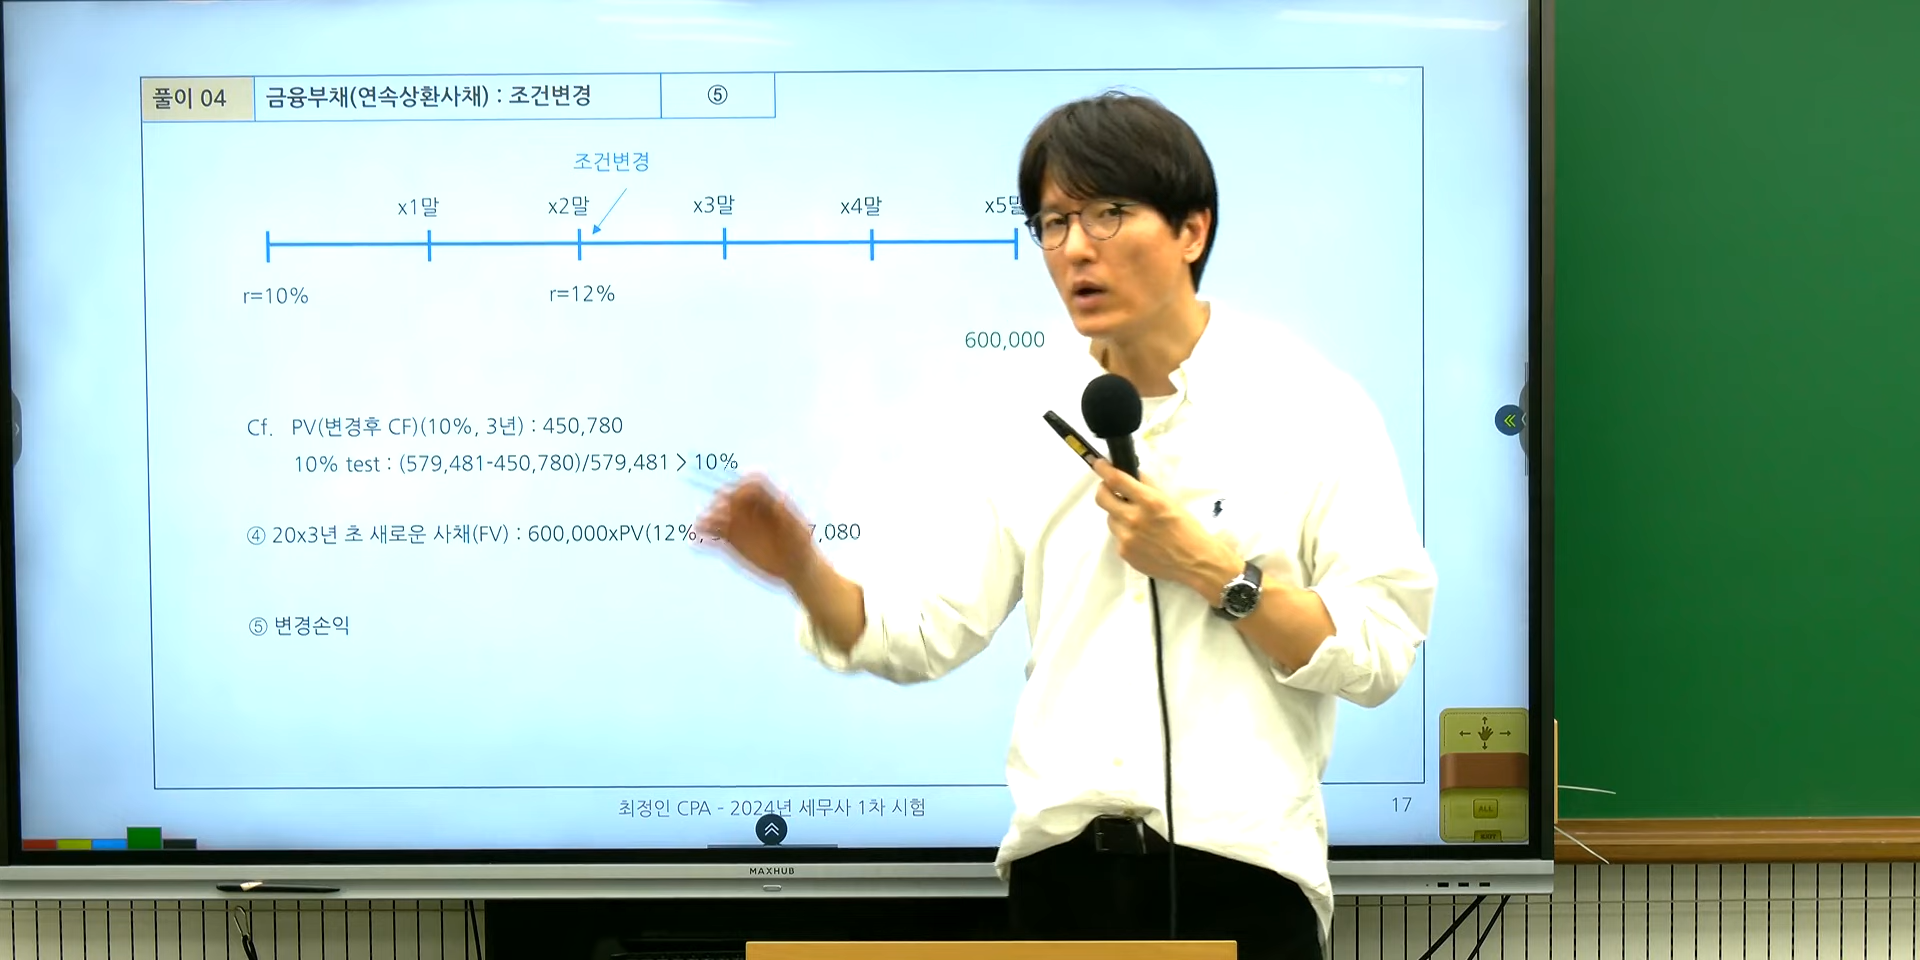 풀이 04 금융부채(연속상환사채) : 조건변경 ⑤
조건변경
x1말 x2말 x3말 x4말 x5말
r=10% r=12%
600,000
Cf. PV(변경후 CF)(10%, 3년) : 450,780
10% test : (579,481-450,780)/579,481 > 10%
④ 20x3년 초 새로운 사채(FV) : 600,000xPV(12%, 7,080
⑤ 변경손익
최정인 CPA - 2024년 세무사 1차 시험
17
ALL
MAXHUB